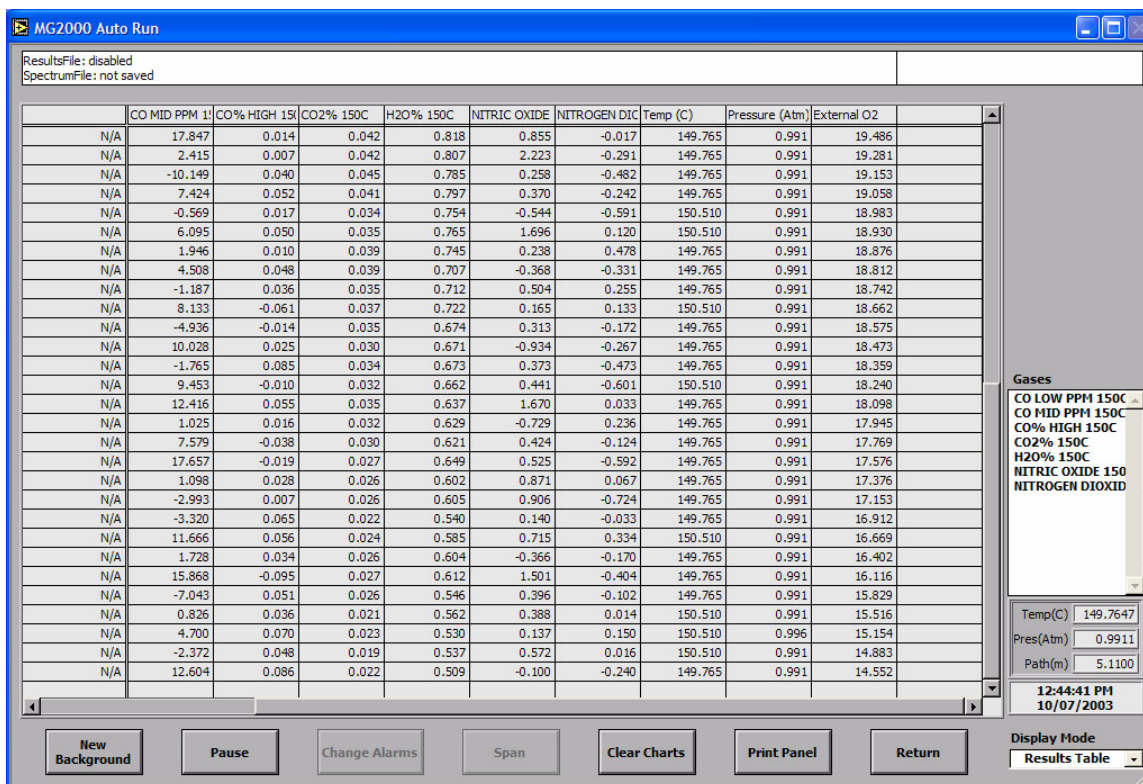 MG2000 Auto Run
ResultsFile: disabled
SpectrumFile: not saved
CO MID PPM 1! CO% HIGH 15( CO2% 150C H2O% 150C NITRIC OXIDE NITROGEN DIC Temp (C) Pressure (Atm) External O2
N/A 17.847 0.014 0.042 0.818 0.855 -0.017 149.765 0.991 19.486
N/A 2.415 0.007 0.042 0.807 2.223 -0.291 149.765 0.991 19.281
N/A -10.149 0.040 0.045 0.785 0.258 -0.482 149.765 0.991 19.153
N/A 7.424 0.052 0.041 0.797 0.370 -0.242 149.765 0.991 19.058
N/A -0.569 0.017 0.034 0.754 -0.544 -0.591 150.510 0.991 18.983
N/A 6.095 0.050 0.035 0.765 1.696 0.120 150.510 0.991 18.930
N/A 1.946 0.010 0.039 0.745 0.238 0.478 149.765 0.991 18.876
N/A 4.508 0.048 0.039 0.707 -0.368 -0.331 149.765 0.991 18.812
N/A -1.187 0.036 0.035 0.712 0.504 0.255 149.765 0.991 18.742
N/A 8.133 -0.061 0.037 0.722 0.165 0.133 150.510 0.991 18.662
N/A -4.936 -0.014 0.035 0.674 0.313 -0.172 149.765 0.991 18.575
N/A 10.028 0.025 0.030 0.671 -0.934 -0.267 149.765 0.991 18.473
N/A -1.765 0.085 0.034 0.673 0.373 -0.473 149.765 0.991 18.359
N/A 9.453 -0.010 0.032 0.662 0.441 -0.601 150.510 0.991 18.240
N/A 12.416 0.055 0.035 0.637 1.670 0.033 149.765 0.991 18.098
N/A 1.025 0.016 0.032 0.629 -0.729 0.236 149.765 0.991 17.945
N/A 7.579 -0.038 0.030 0.621 0.424 -0.124 149.765 0.991 17.769
N/A 17.657 -0.019 0.027 0.649 0.525 -0.592 149.765 0.991 17.576
N/A 1.098 0.028 0.026 0.602 0.871 0.067 149.765 0.991 17.376
N/A -2.993 0.007 0.026 0.605 0.906 -0.724 149.765 0.991 17.153
N/A -3.320 0.065 0.022 0.540 0.140 -0.033 149.765 0.991 16.912
N/A 11.666 0.056 0.024 0.585 0.715 0.334 150.510 0.991 16.669
N/A 1.728 0.034 0.026 0.604 -0.366 -0.170 149.765 0.991 16.402
N/A 15.868 -0.095 0.027 0.612 1.501 -0.404 149.765 0.991 16.116
N/A -7.043 0.051 0.026 0.546 0.396 -0.102 149.765 0.991 15.829
N/A 0.826 0.036 0.021 0.562 0.388 0.014 150.510 0.991 15.516
N/A 4.700 0.070 0.023 0.530 0.137 0.150 150.510 0.996 15.154
N/A -2.372 0.048 0.019 0.537 0.572 0.016 150.510 0.991 14.883
N/A 12.604 0.086 0.022 0.509 -0.100 -0.240 149.765 0.991 14.552
Gases
CO LOW PPM 150C
CO MID PPM 150C
CO% HIGH 150C
CO2% 150C
H2O% 150C
NITRIC OXIDE 150
NITROGEN DIOXID
Temp(C) 149.7647
Pres(Atm) 0.9911
Path(m) 5.1100
12:44:41 PM
10/07/2003
Display Mode
Results Table
New Background
Pause
Change Alarms
Span
Clear Charts
Print Panel
Return